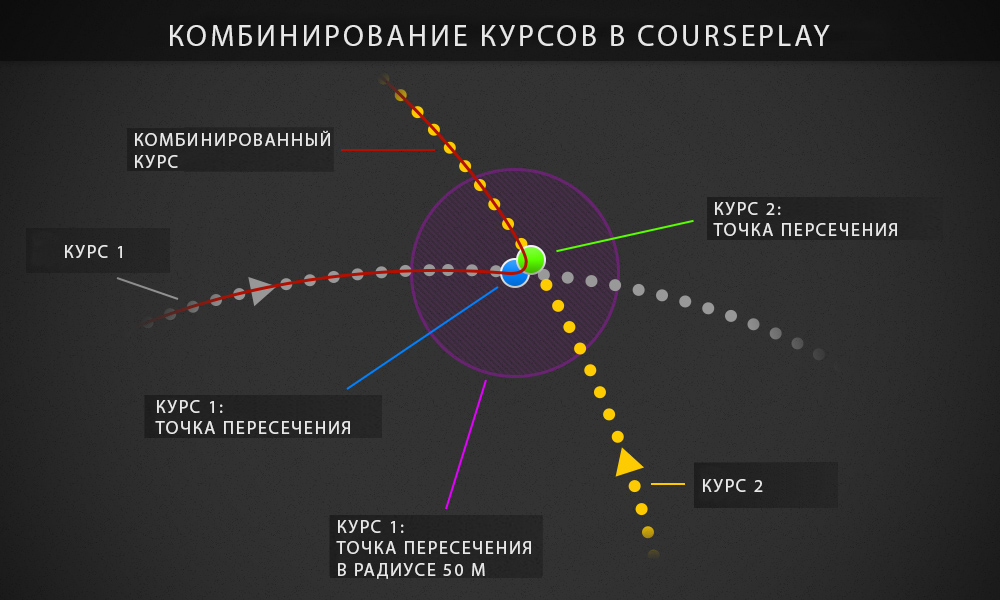 КОМБИНИРОВАНИЕ КУРСОВ В COURSEPLAY
КОМБИНИРОВАННЫЙ
КУРС
КУРС 2:
ТОЧКА ПЕРСЕЧЕНИЯ
КУРС 1
КУРС 1:
ТОЧКА ПЕРЕСЕЧЕНИЯ
КУРС 2
КУРС 1:
ТОЧКА ПЕРЕСЕЧЕНИЯ
В РАДИУСЕ 50 М